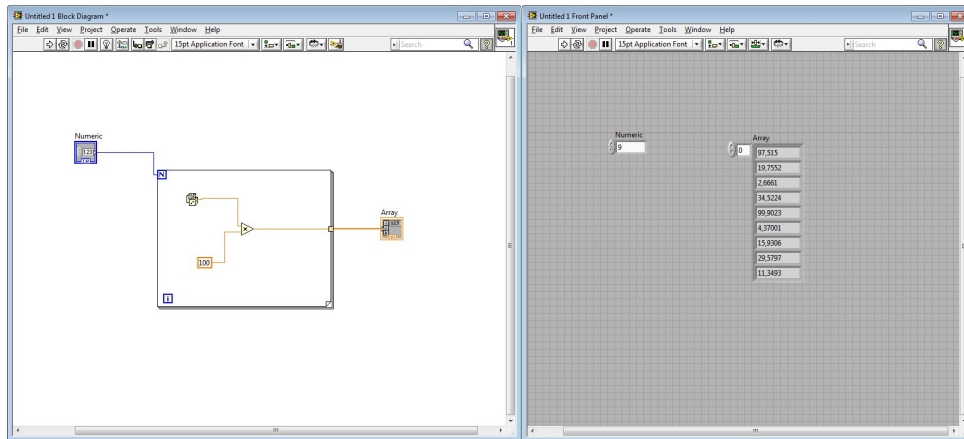 Untitled 1 Block Diagram *
File Edit View Project Operate Tools Window Help
15pt Application Font
Search
Numeric
123
N
100
i
Array
Untitled 1 Front Panel *
File Edit View Project Operate Tools Window Help
15pt Application Font
Search
Numeric
9
Array
0
97,515
19,7552
2,6661
34,5224
99,9023
4,37001
15,9306
29,5797
11,3493